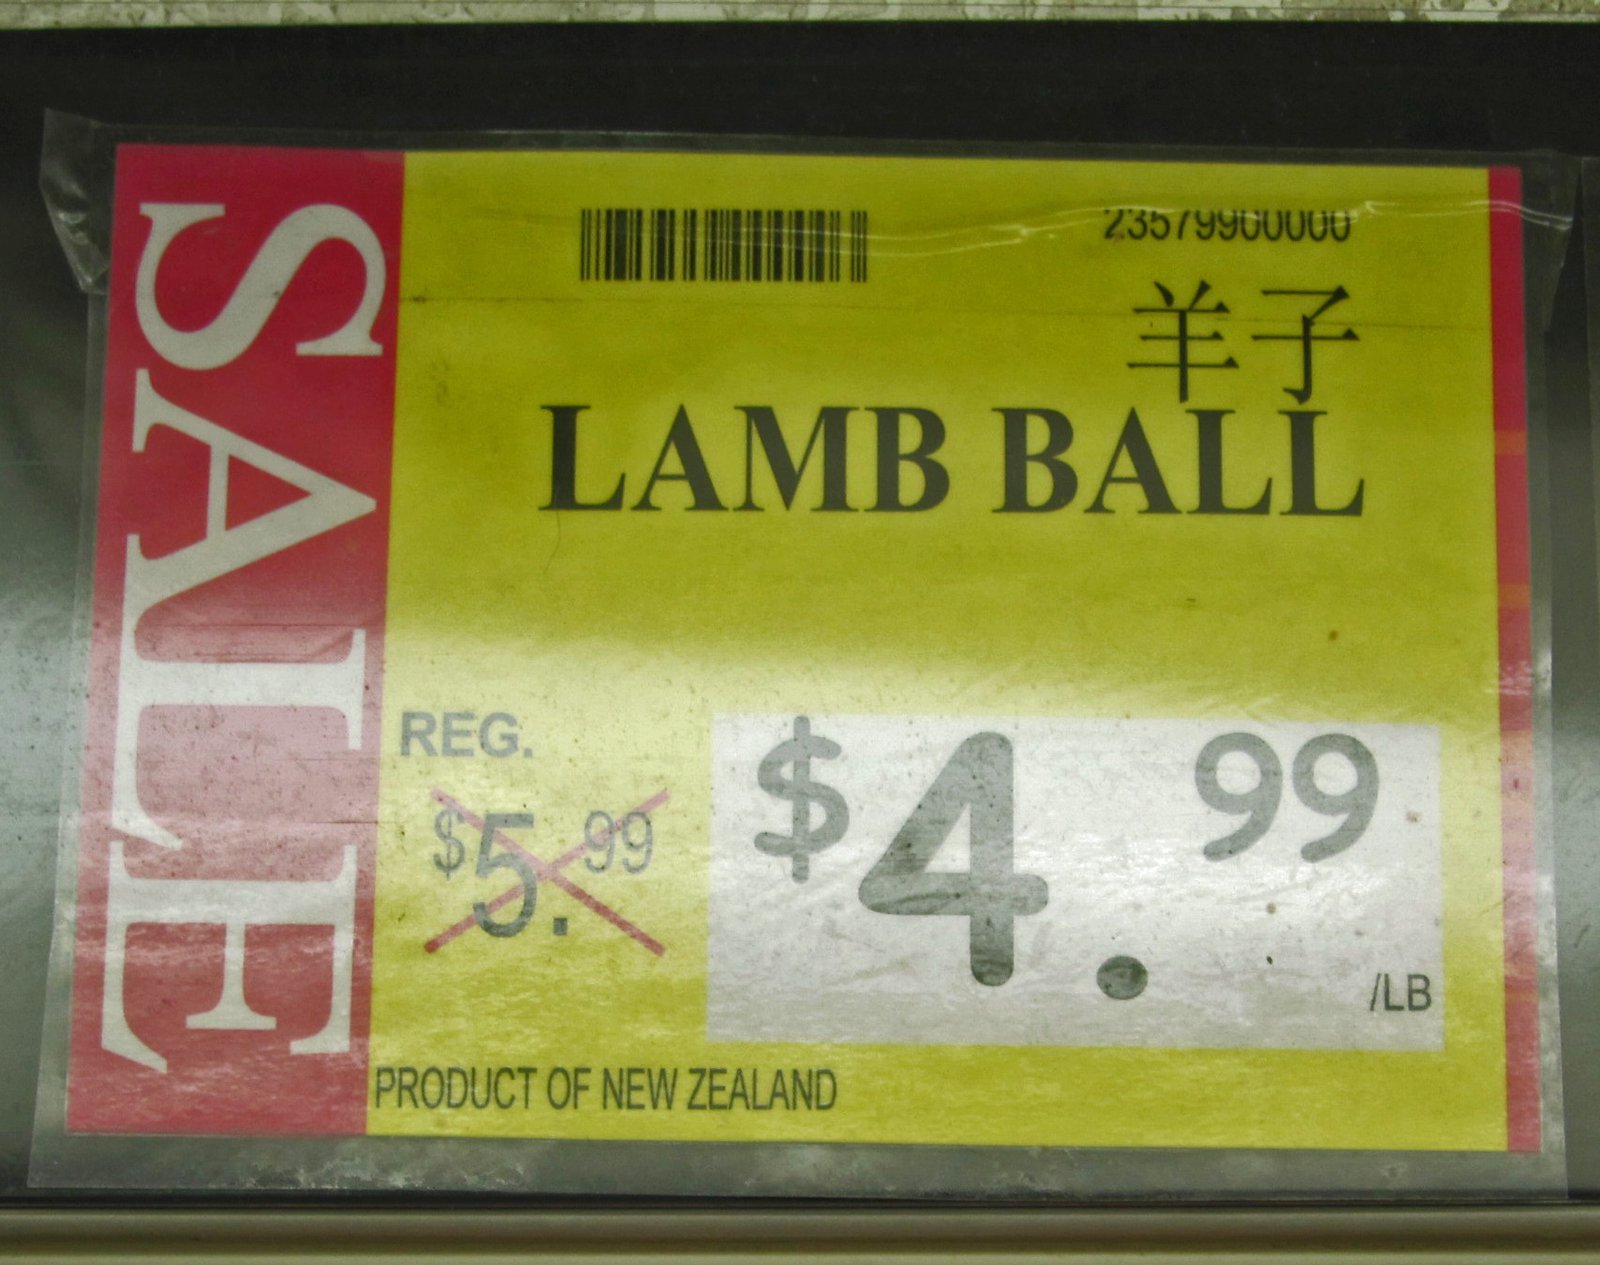 SALE
23579900000
羊子
LAMB BALL
REG.
$5.99
$4.99
/LB
PRODUCT OF NEW ZEALAND